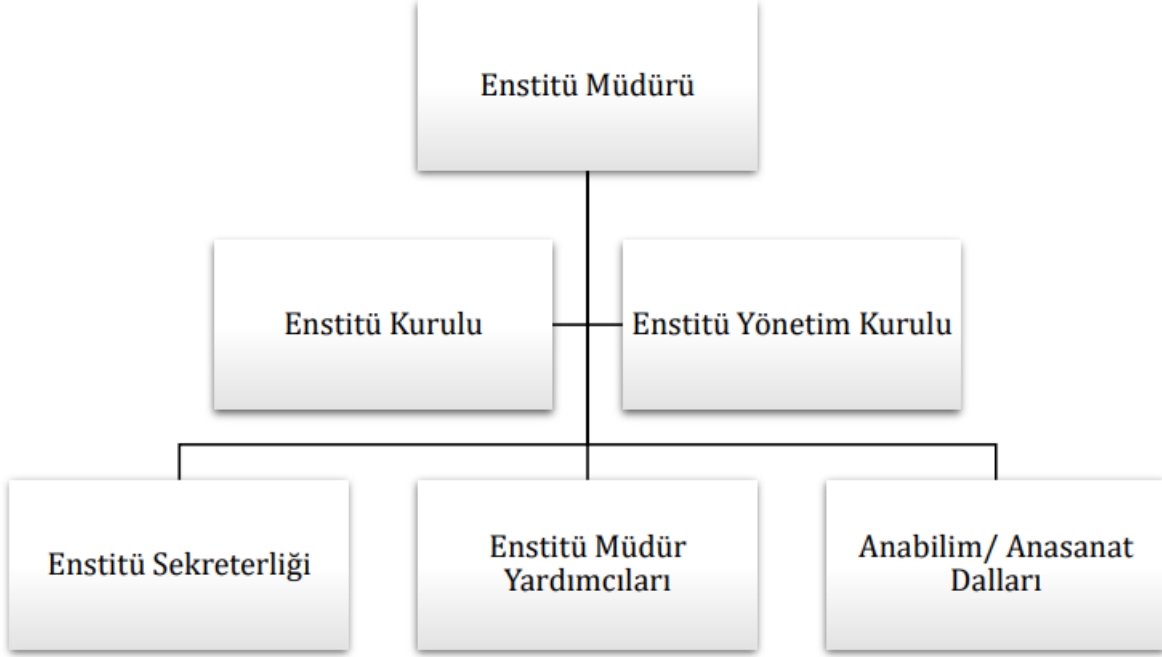 Enstitü Müdürü
Enstitü Kurulu
Enstitü Yönetim Kurulu
Enstitü Sekreterliği
Enstitü Müdür
Yardımcıları
Anabilim/ Anasanat
Dalları